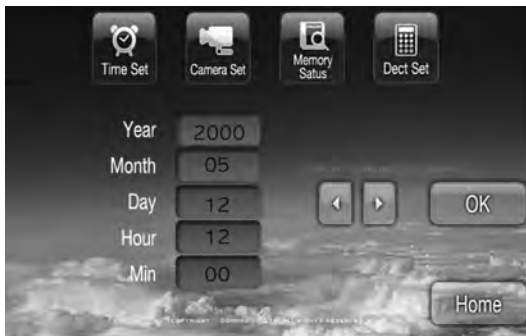 Time Set
Camera Set
Memory
Satus
Dect Set
Year 2000
Month 05
Day 12
Hour 12
Min 00
OK
Home
COPYRIGHT